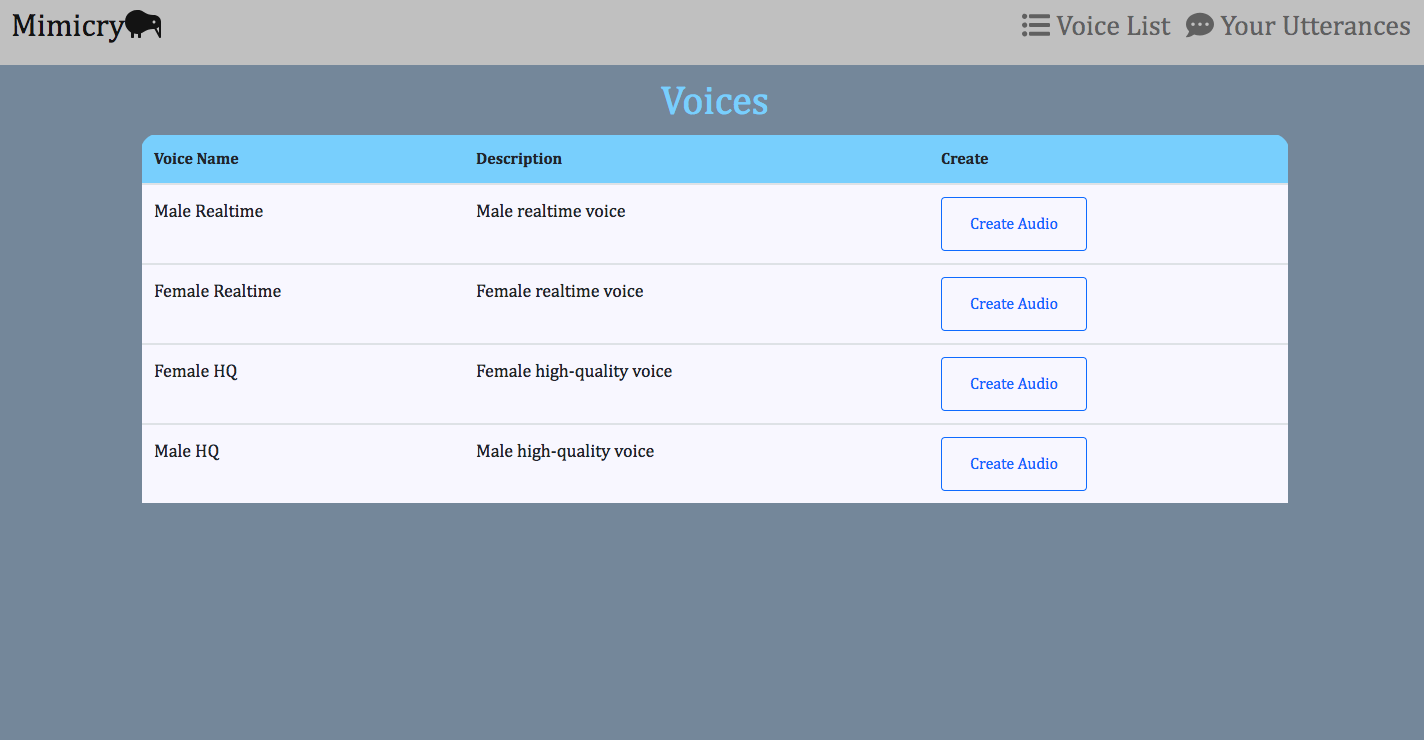 Mimicry Voice List Your Utterances
Voices
Voice Name Description Create
Male Realtime Male realtime voice Create Audio
Female Realtime Female realtime voice Create Audio
Female HQ Female high-quality voice Create Audio
Male HQ Male high-quality voice Create Audio